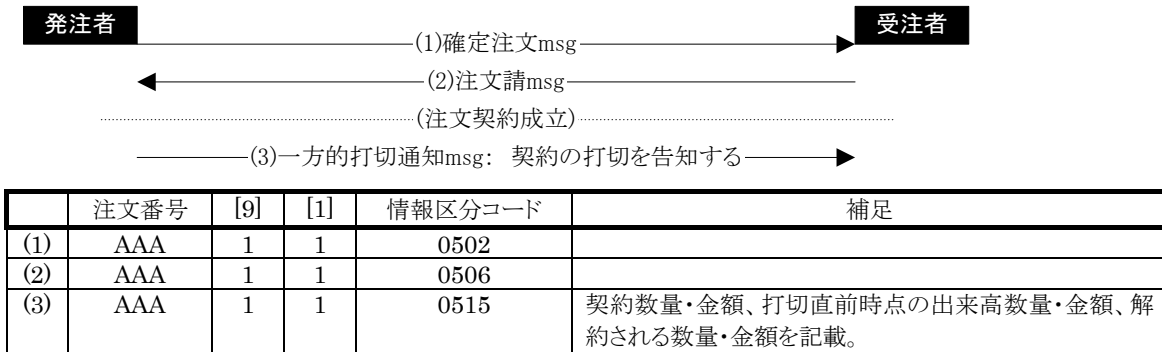 発注者 受注者
(1)確定注文msg
(2)注文請msg
(注文契約成立)
(3)一方的打切通知msg: 契約の打切を告知する
注文番号 [9] [1] 情報区分コード 補足
(1) AAA 1 1 0502
(2) AAA 1 1 0506
(3) AAA 1 1 0515 契約数量・金額、打切直前時点の出来高数量・金額、解
約される数量・金額を記載。